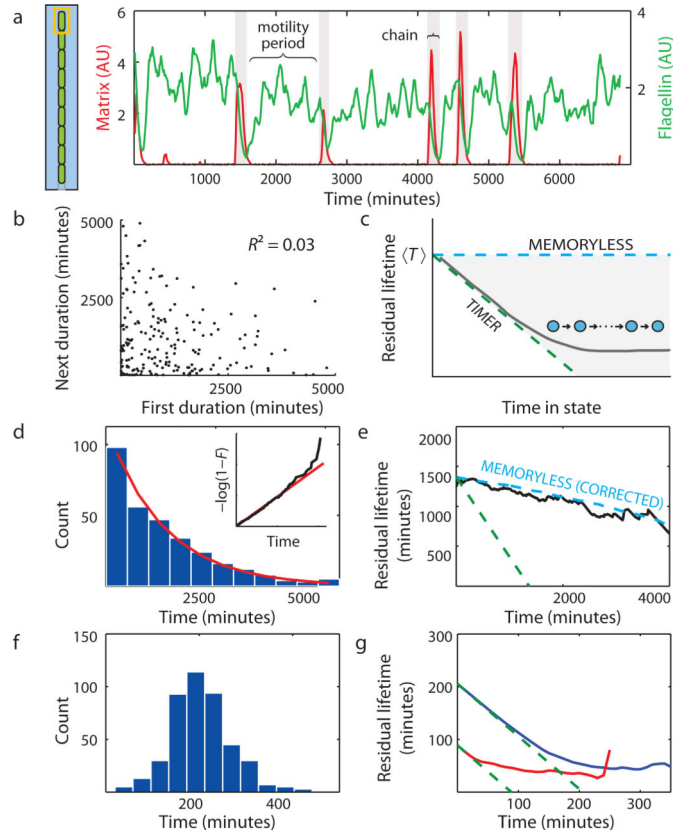 a
6
4
2
Matrix (AU)
motility
period
chain
4
2
Flagellin (AU)
1000
2000
3000
4000
5000
6000
Time (minutes)
b
5000
2500
Next duration (minutes)
R² = 0.03
2500
5000
First duration (minutes)
c
MEMORYLESS
⟨T⟩
TIMER
Residual lifetime
Time in state
d
100
50
Count
−log(1−F)
Time
2500
5000
Time (minutes)
e
2000
1500
1000
500
Residual lifetime
(minutes)
MEMORYLESS (CORRECTED)
2000
4000
Time (minutes)
f
150
100
50
Count
200
400
Time (minutes)
g
300
200
100
Residual lifetime
(minutes)
100
200
300
Time (minutes)